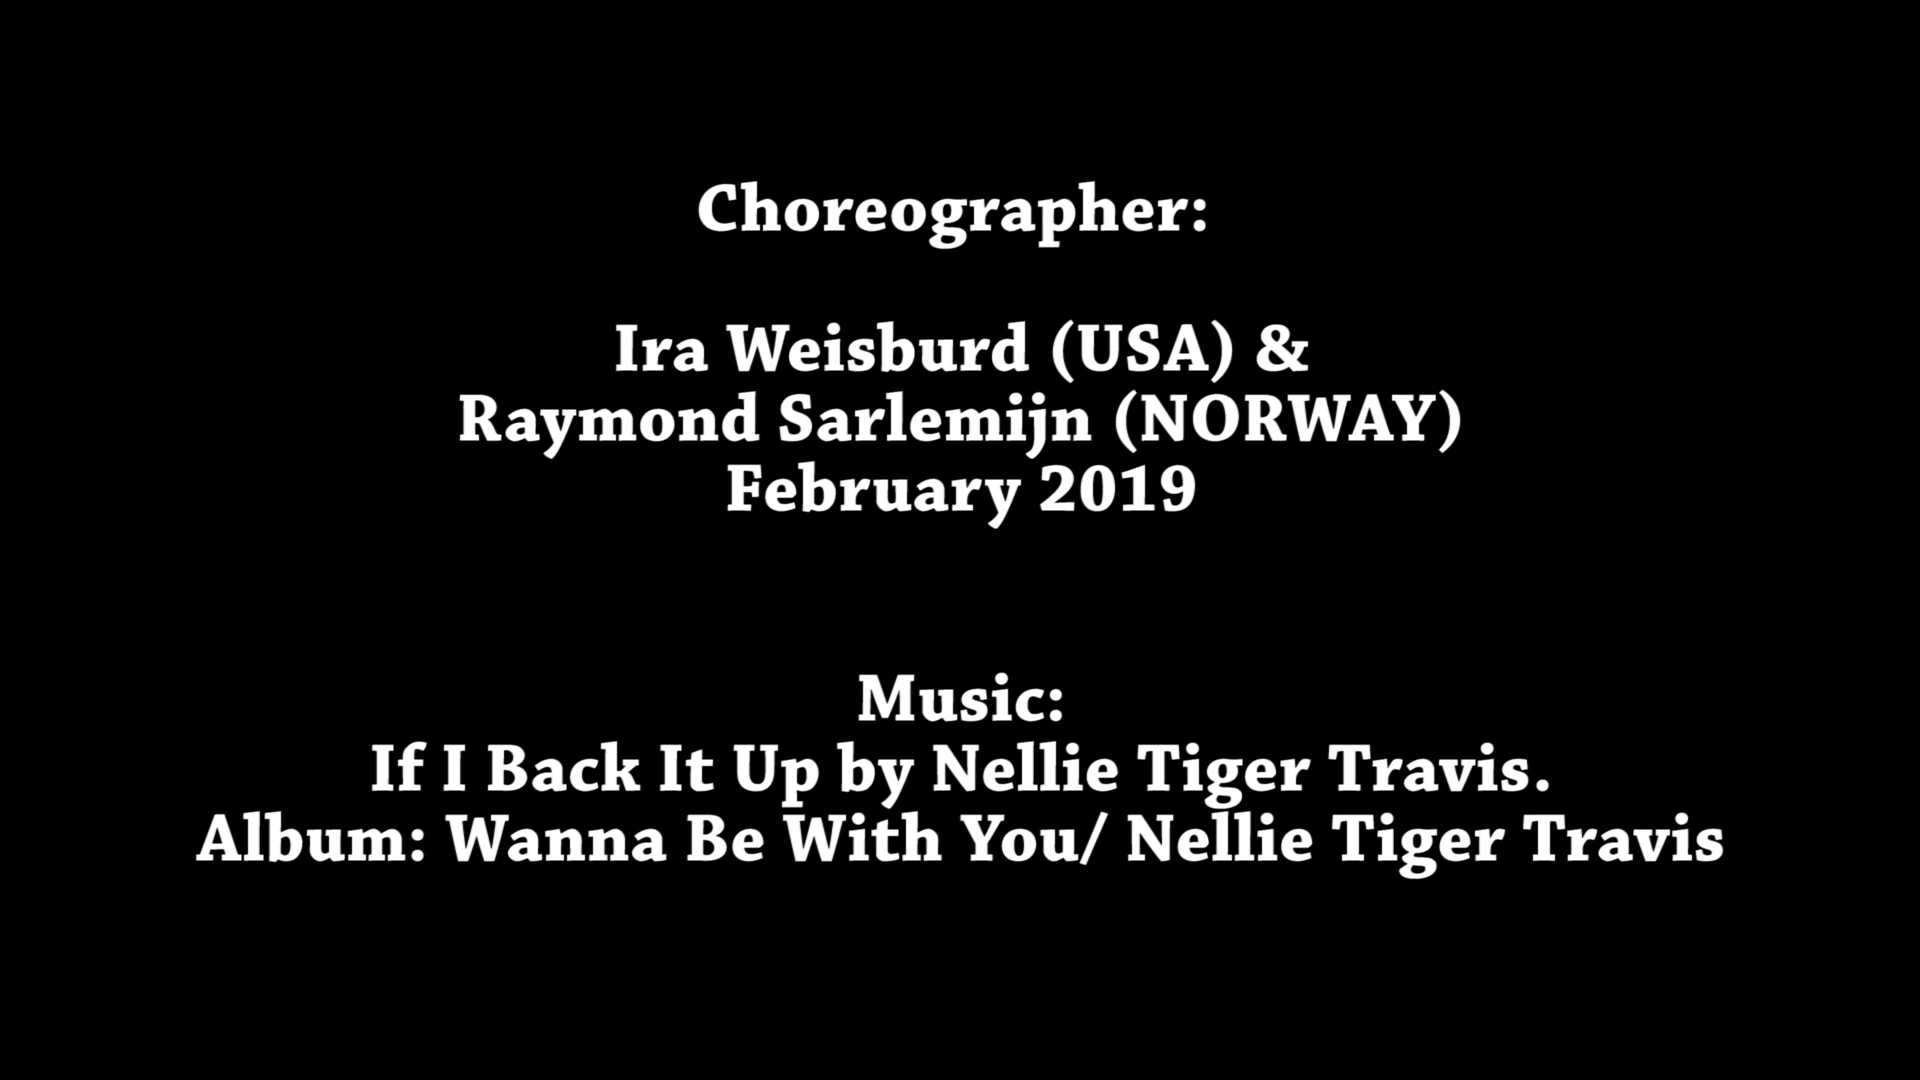 Choreographer:
Ira Weisburd (USA) &
Raymond Sarlemijn (NORWAY)
February 2019
Music:
If I Back It Up by Nellie Tiger Travis.
Album: Wanna Be With You/ Nellie Tiger Travis